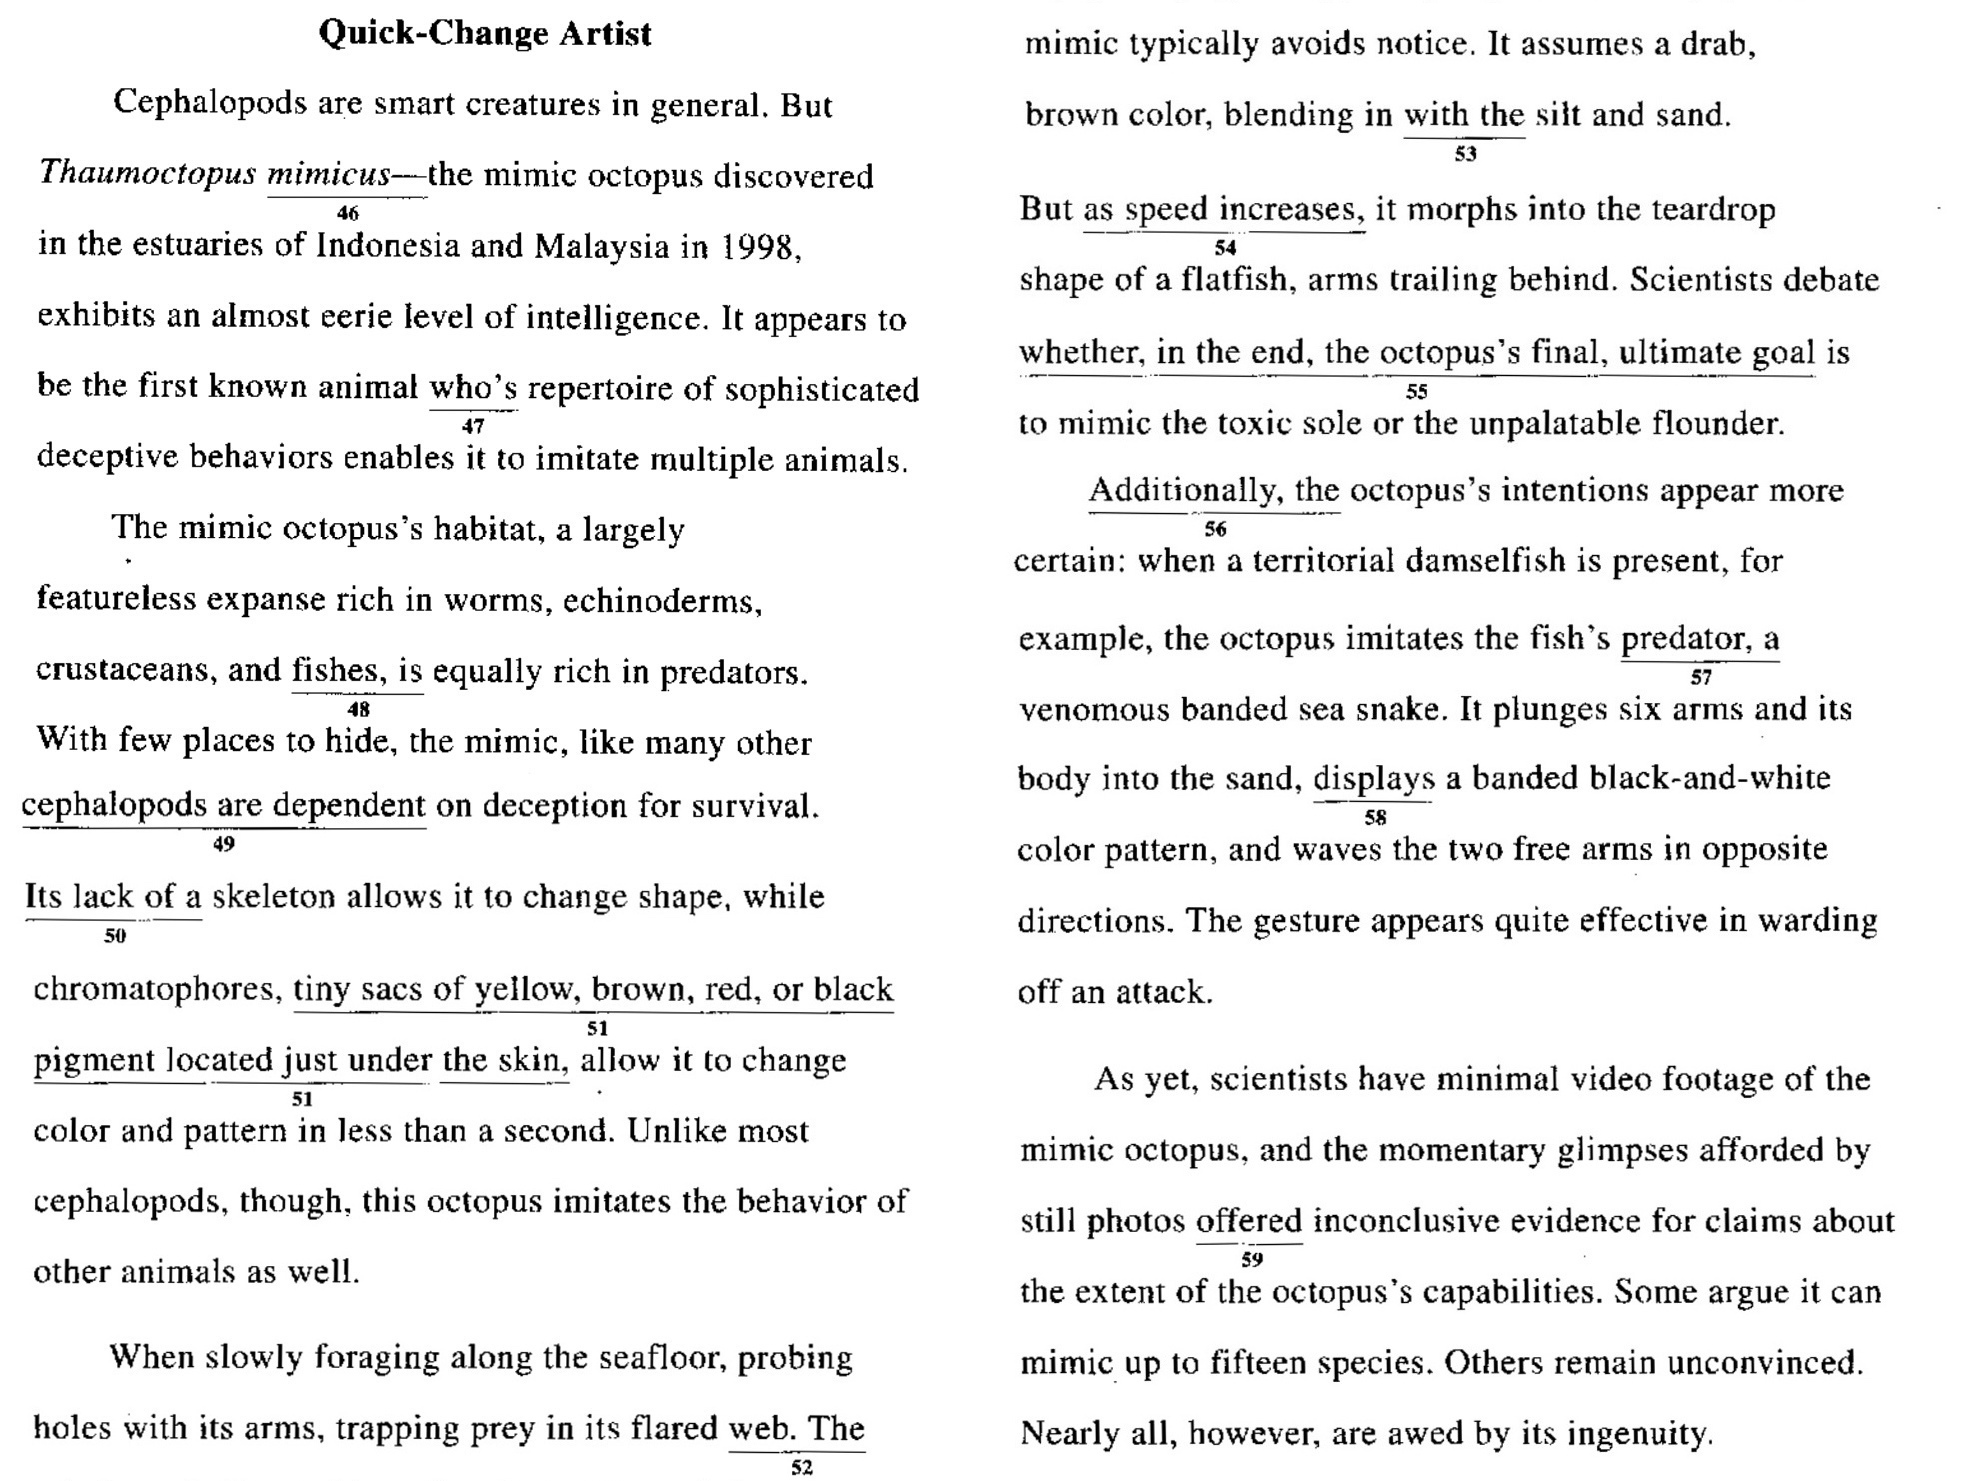 Quick-Change Artist
Cephalopods are smart creatures in general. But
Thaumoctopus mimicus—the mimic octopus discovered
46
in the estuaries of Indonesia and Malaysia in 1998,
exhibits an almost eerie level of intelligence. It appears to
be the first known animal who's repertoire of sophisticated
47
deceptive behaviors enables it to imitate multiple animals.
The mimic octopus's habitat, a largely
featureless expanse rich in worms, echinoderms,
crustaceans, and fishes, is equally rich in predators.
48
With few places to hide, the mimic, like many other
cephalopods are dependent on deception for survival.
49
Its lack of a skeleton allows it to change shape, while
50
chromatophores, tiny sacs of yellow, brown, red, or black
51
pigment located just under the skin, allow it to change
51
color and pattern in less than a second. Unlike most
cephalopods, though, this octopus imitates the behavior of
other animals as well.
When slowly foraging along the seafloor, probing
holes with its arms, trapping prey in its flared web. The
52
mimic typically avoids notice. It assumes a drab,
brown color, blending in with the silt and sand.
53
But as speed increases, it morphs into the teardrop
54
shape of a flatfish, arms trailing behind. Scientists debate
whether, in the end, the octopus's final, ultimate goal is
55
to mimic the toxic sole or the unpalatable flounder.
Additionally, the octopus's intentions appear more
56
certain: when a territorial damselfish is present, for
example, the octopus imitates the fish's predator, a
57
venomous banded sea snake. It plunges six arms and its
body into the sand, displays a banded black-and-white
58
color pattern, and waves the two free arms in opposite
directions. The gesture appears quite effective in warding
off an attack.
As yet, scientists have minimal video footage of the
mimic octopus, and the momentary glimpses afforded by
still photos offered inconclusive evidence for claims about
59
the extent of the octopus's capabilities. Some argue it can
mimic up to fifteen species. Others remain unconvinced.
Nearly all, however, are awed by its ingenuity.